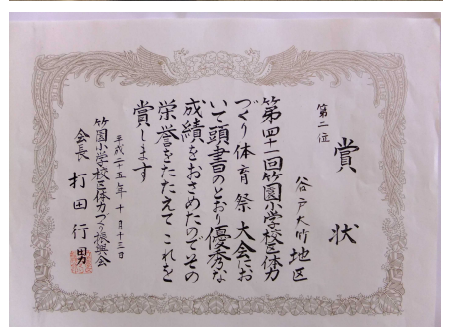 賞状
第二位
谷戸大竹地区
第四十一回竹園小学校区体力
づくり体育祭大会にお
いて頭書のとおり優秀な
成績をおさめたのでその
栄誉をたたえてこれを
賞します
平成二十五年十月十三日
竹園小学校区体力づくり振興会
会長 打田行男